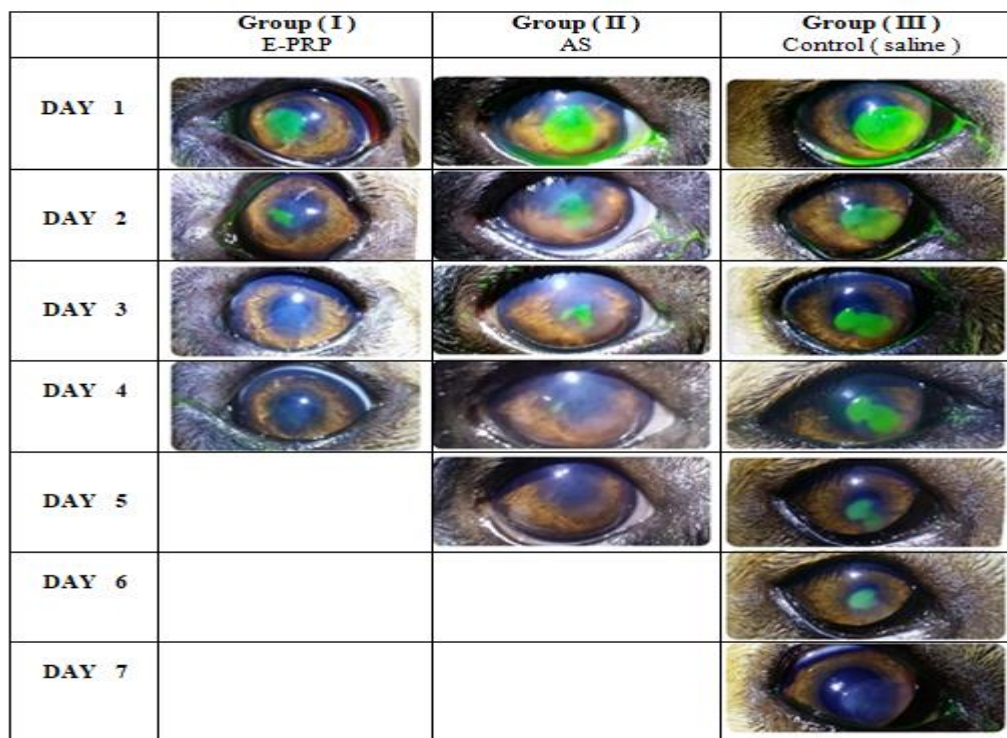 Group ( I )
E-PRP
Group ( II )
AS
Group ( III )
Control ( saline )
DAY 1
DAY 2
DAY 3
DAY 4
DAY 5
DAY 6
DAY 7